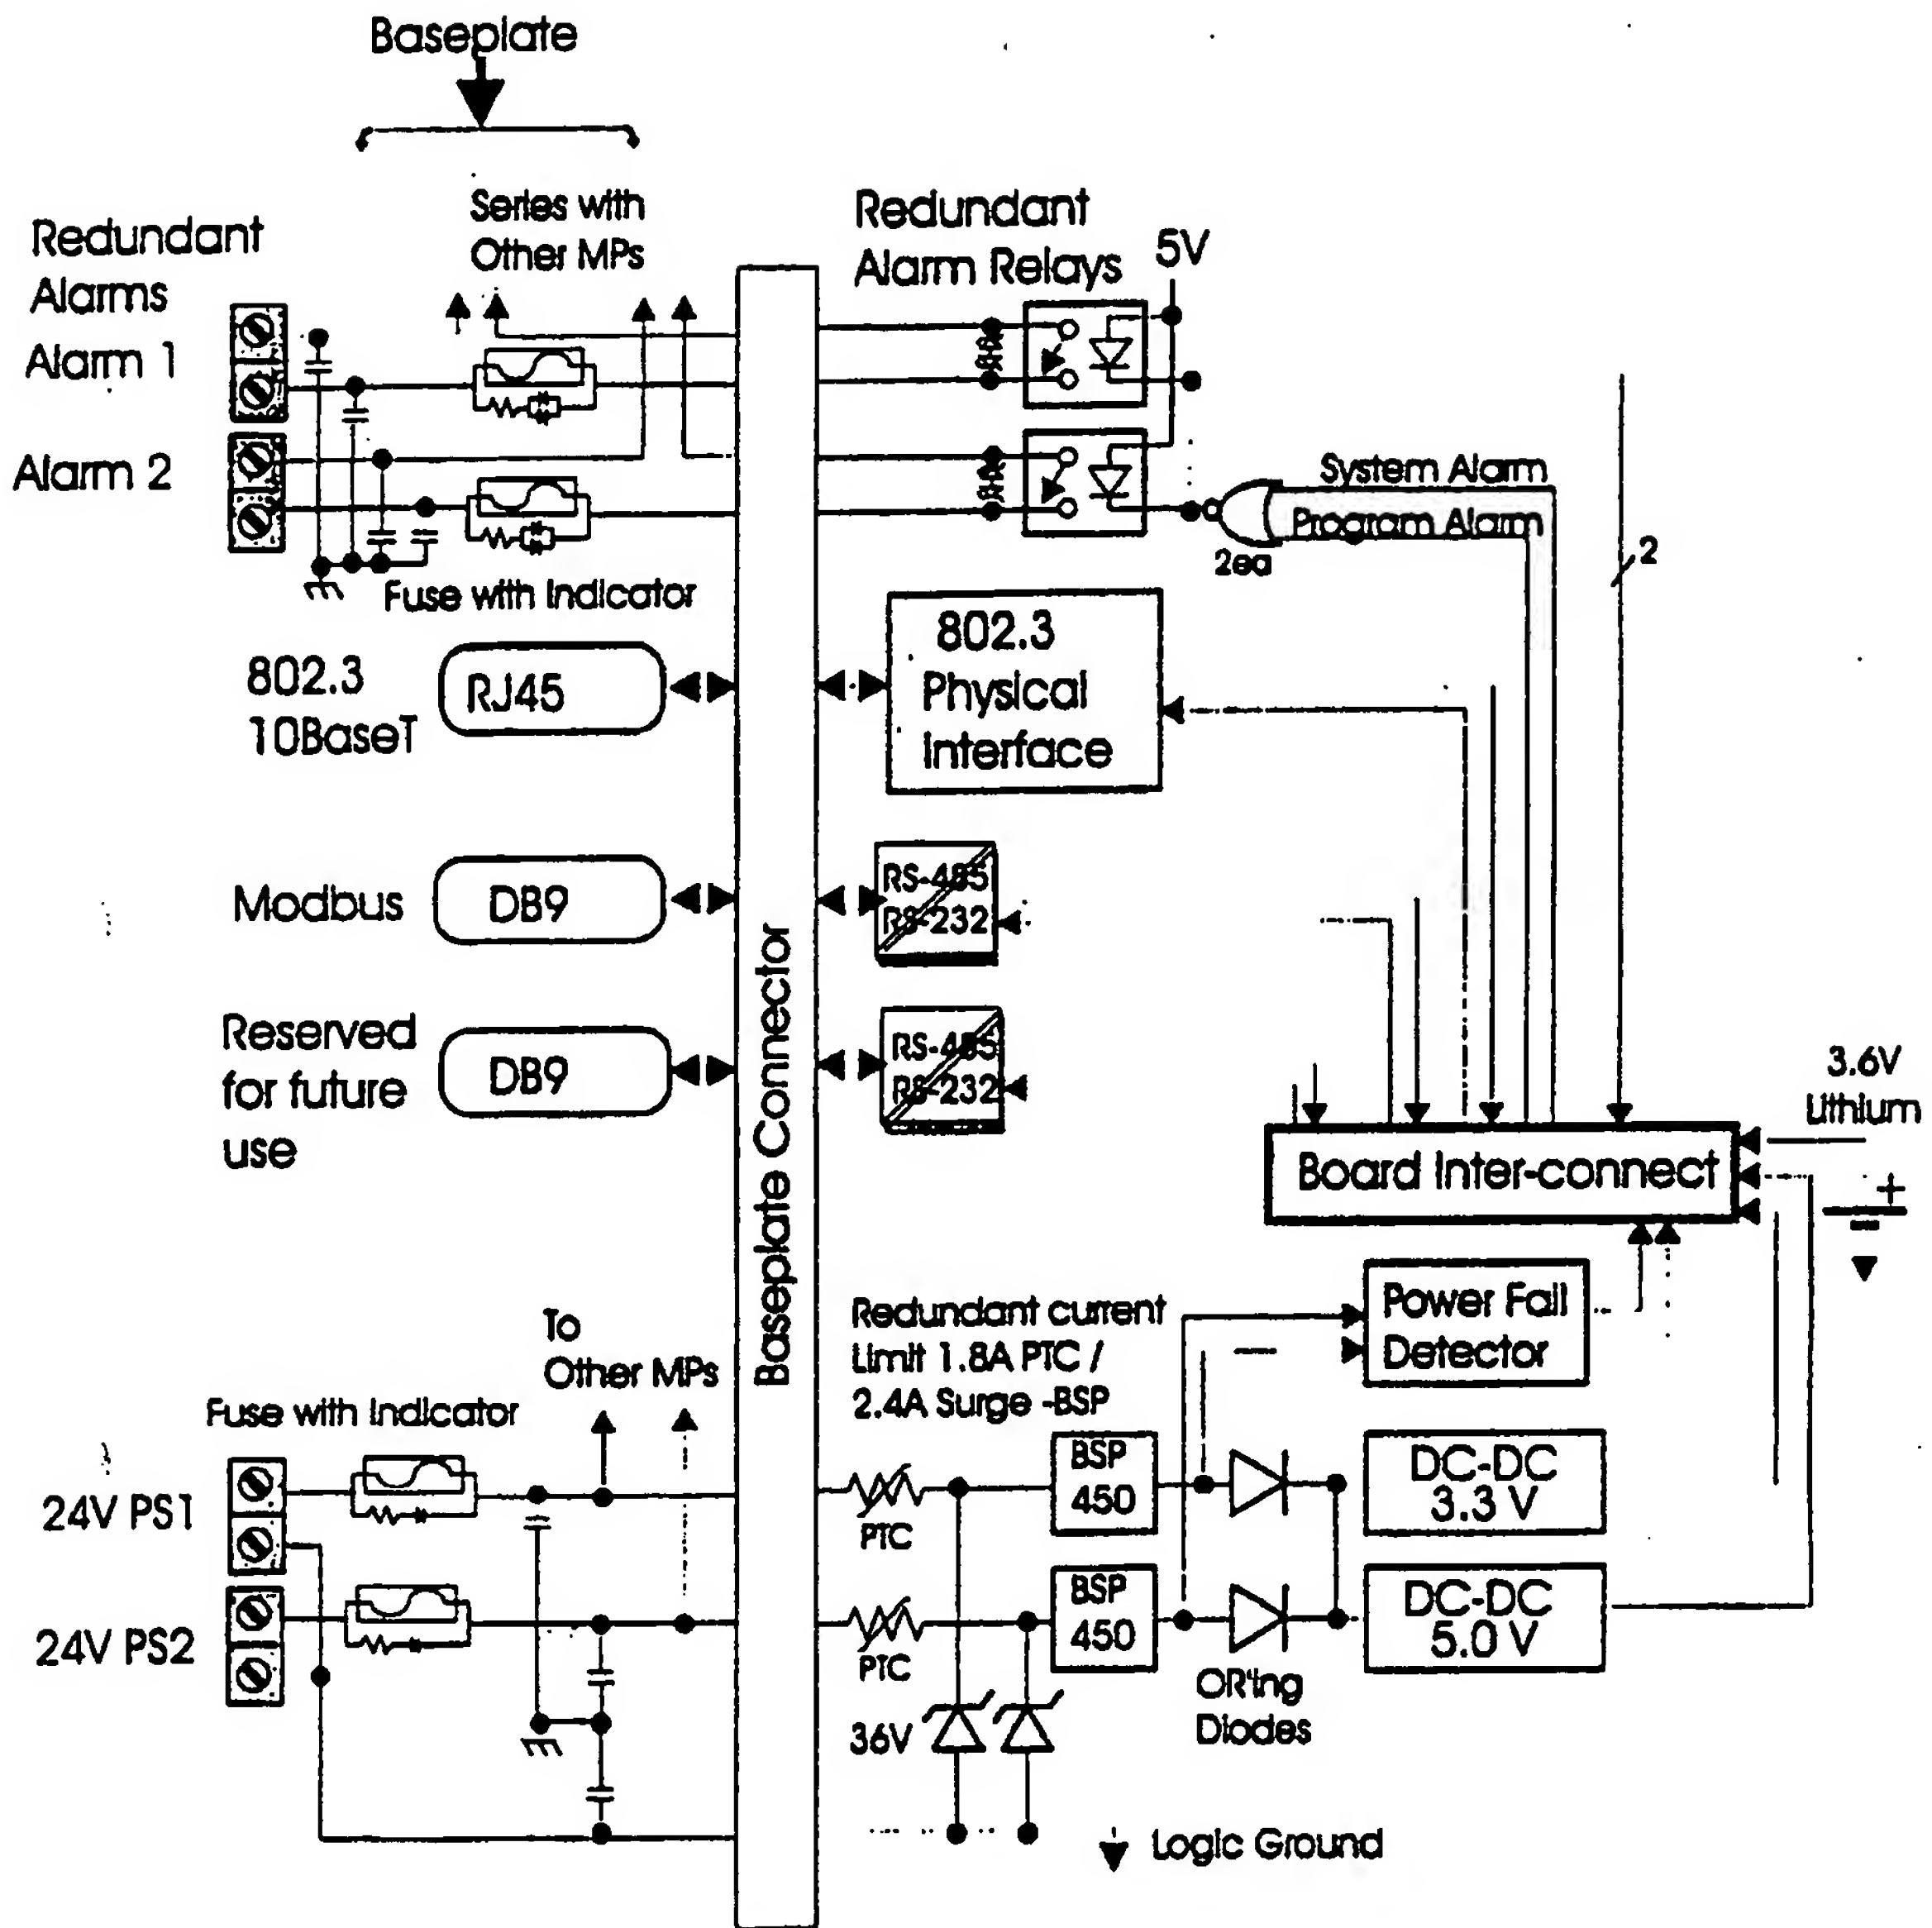 Baseplate
Series with
Other MPs
Redundant
Alarms
Alarm 1
Alarm 2
Redundant
Alarm Relays
5V
System Alarm
Program Alarm
2ea
2
Fuse with Indicator
802.3
10BaseT
RJ45
802.3
Physical
Interface
Modbus
DB9
RS-485
RS-232
Reserved
for future
use
DB9
RS-485
RS-232
Baseplate Connector
3.6V
Lithium
Board Inter-connect
+
Power Fail
Detector
Redundant current
Limit 1.8A PTC /
2.4A Surge -BSP
To
Other MPs
Fuse with Indicator
24V PS1
24V PS2
PTC
PTC
BSP
450
BSP
450
DC-DC
3.3 V
DC-DC
5.0 V
OR'ing
Diodes
36V
Logic Ground